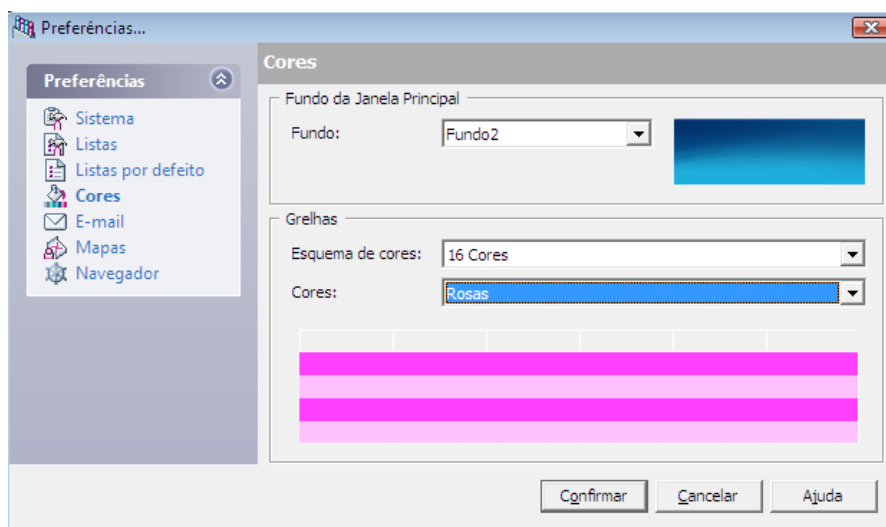 Preferências...
Preferências
Sistema
Listas
Listas por defeito
Cores
E-mail
Mapas
Navegador
Cores
Fundo da Janela Principal
Fundo:
Fundo2
Grelhas
Esquema de cores:
16 Cores
Cores:
Rosas
Confirmar
Cancelar
Ajuda